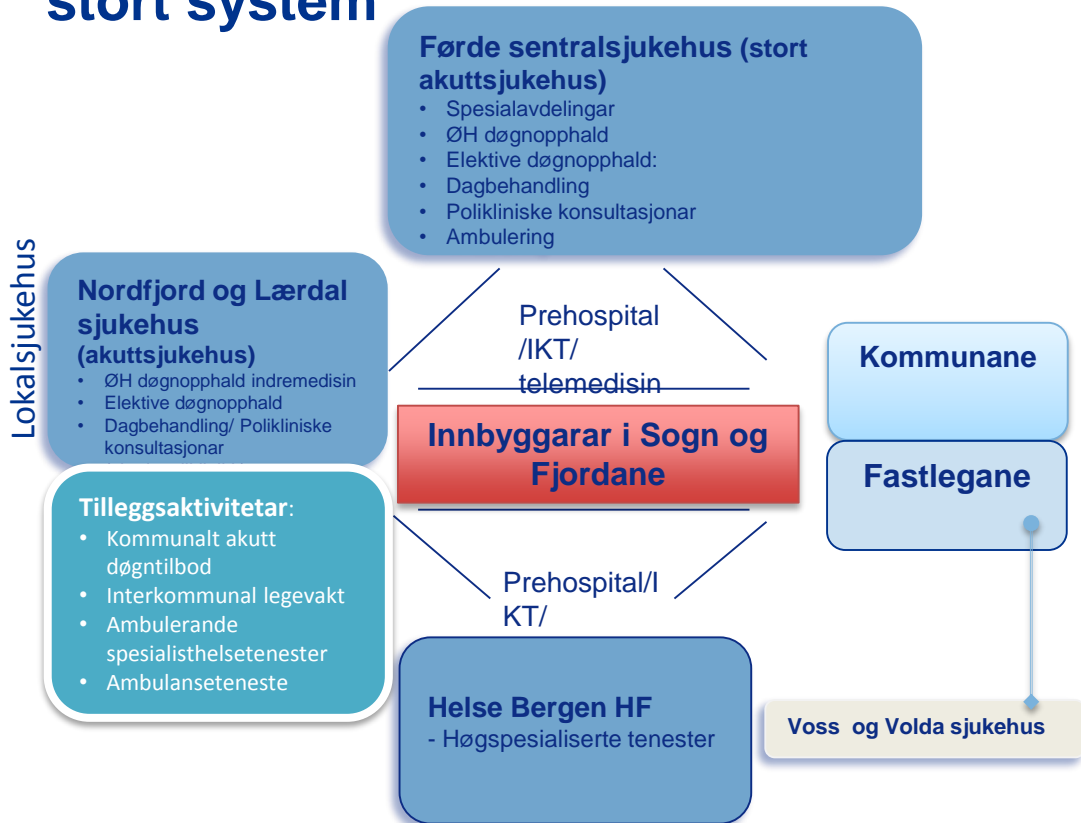 stort system
Førde sentralsjukehus (stort
akuttsjukehus)
• Spesialavdelingar
• ØH døgnopphald
• Elektive døgnopphald:
• Dagbehandling
• Polikliniske konsultasjonar
• Ambulering
Lokalsjukehus
Nordfjord og Lærdal
sjukehus
(akuttsjukehus)
• ØH døgnopphald indremedisin
• Elektive døgnopphald
• Dagbehandling/ Polikliniske
konsultasjonar
Prehospital
/IKT/
telemedisin
Kommunane
Innbyggarar i Sogn og
Fjordane
Fastlegane
Tilleggsaktivitetar:
• Kommunalt akutt
døgntilbod
• Interkommunal legevakt
• Ambulerande
spesialisthelsetenester
• Ambulanseteneste
Prehospital/I
KT/
Helse Bergen HF
- Høgspesialiserte tenester
Voss og Volda sjukehus